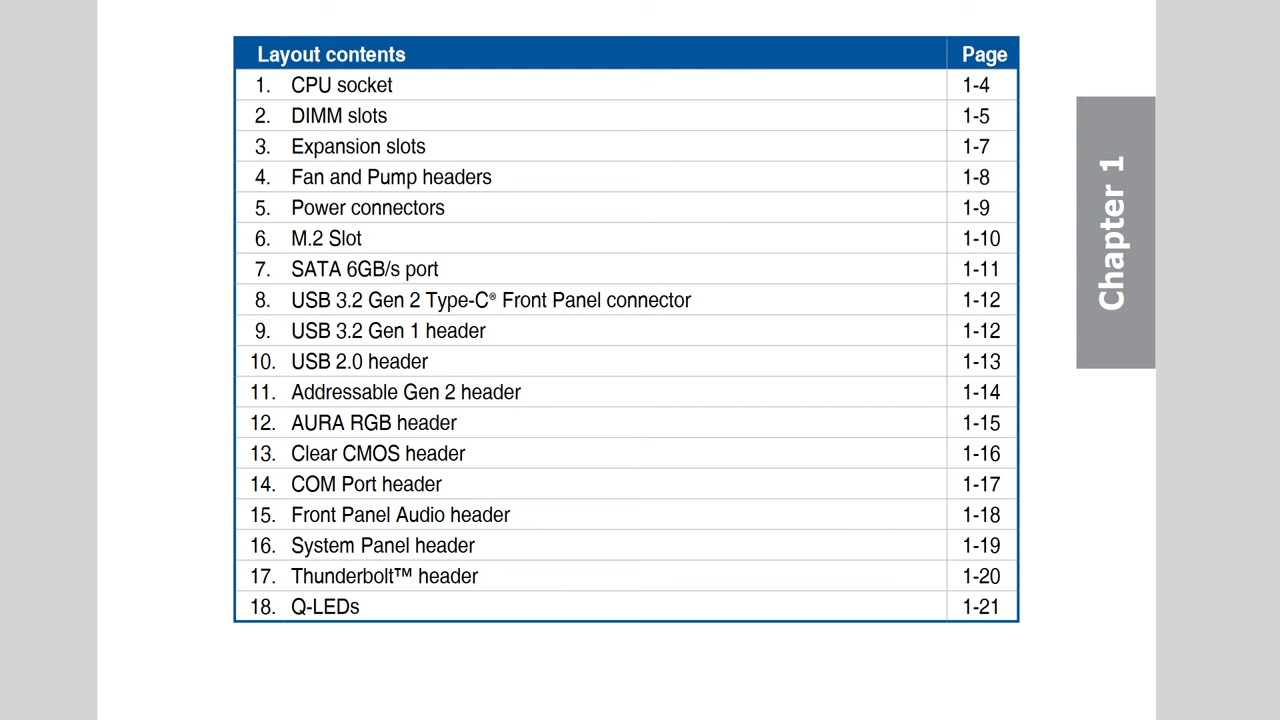 Layout contents Page
1. CPU socket 1-4
2. DIMM slots 1-5
3. Expansion slots 1-7
4. Fan and Pump headers 1-8
5. Power connectors 1-9
6. M.2 Slot 1-10
7. SATA 6GB/s port 1-11
8. USB 3.2 Gen 2 Type-C® Front Panel connector 1-12
9. USB 3.2 Gen 1 header 1-12
10. USB 2.0 header 1-13
11. Addressable Gen 2 header 1-14
12. AURA RGB header 1-15
13. Clear CMOS header 1-16
14. COM Port header 1-17
15. Front Panel Audio header 1-18
16. System Panel header 1-19
17. Thunderbolt™ header 1-20
18. Q-LEDs 1-21
Chapter 1